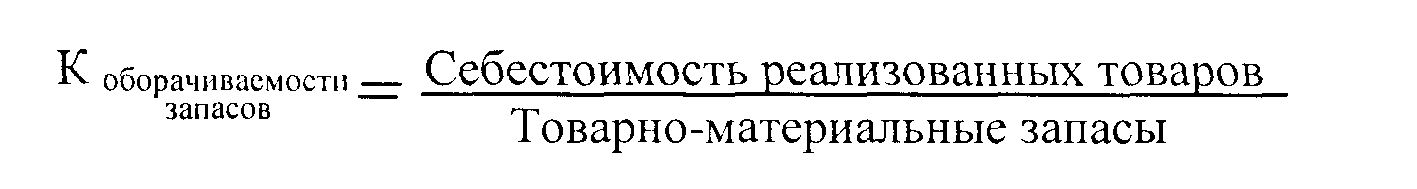 К оборачиваемости запасов = Себестоимость реализованных товаров
Товарно-материальные запасы